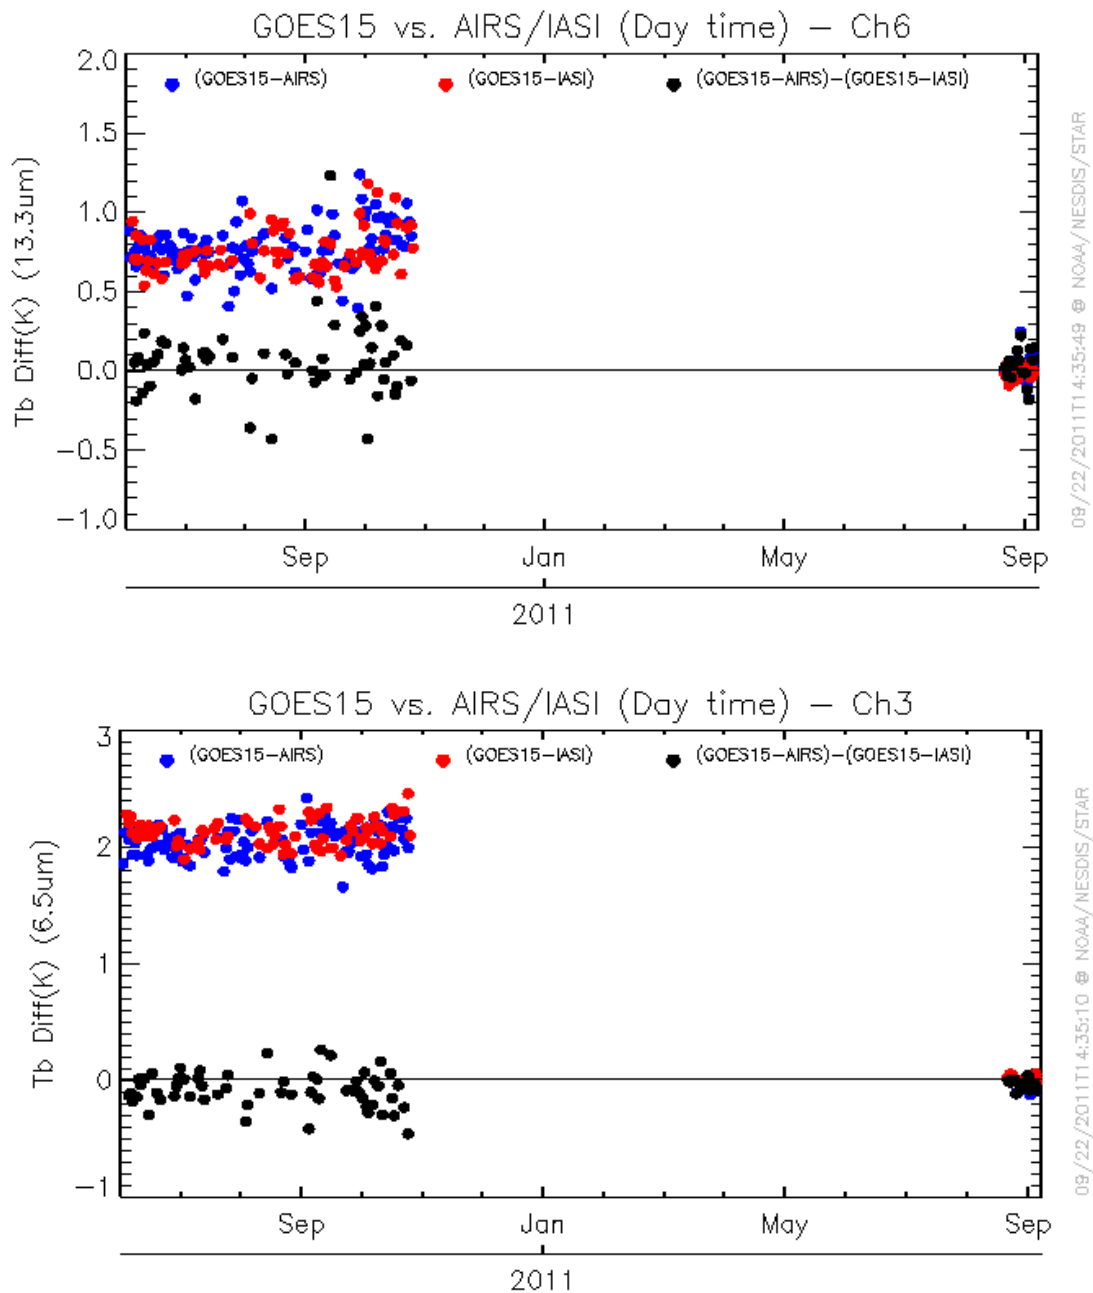 GOES15 vs. AIRS/IASI (Day time) – Ch6
2.0
(GOES15-AIRS)
(GOES15-IASI)
(GOES15-AIRS)-(GOES15-IASI)
1.5
1.0
0.5
0.0
-0.5
-1.0
Tb Diff(K) (13.3um)
Sep
Jan
May
Sep
2011
09/22/2011T14:35:49 @ NOAA/NESDIS/STAR
GOES15 vs. AIRS/IASI (Day time) – Ch3
3
(GOES15-AIRS)
(GOES15-IASI)
(GOES15-AIRS)-(GOES15-IASI)
2
1
0
-1
Tb Diff(K) (6.5um)
Sep
Jan
May
Sep
2011
09/22/2011T14:35:10 @ NOAA/NESDIS/STAR